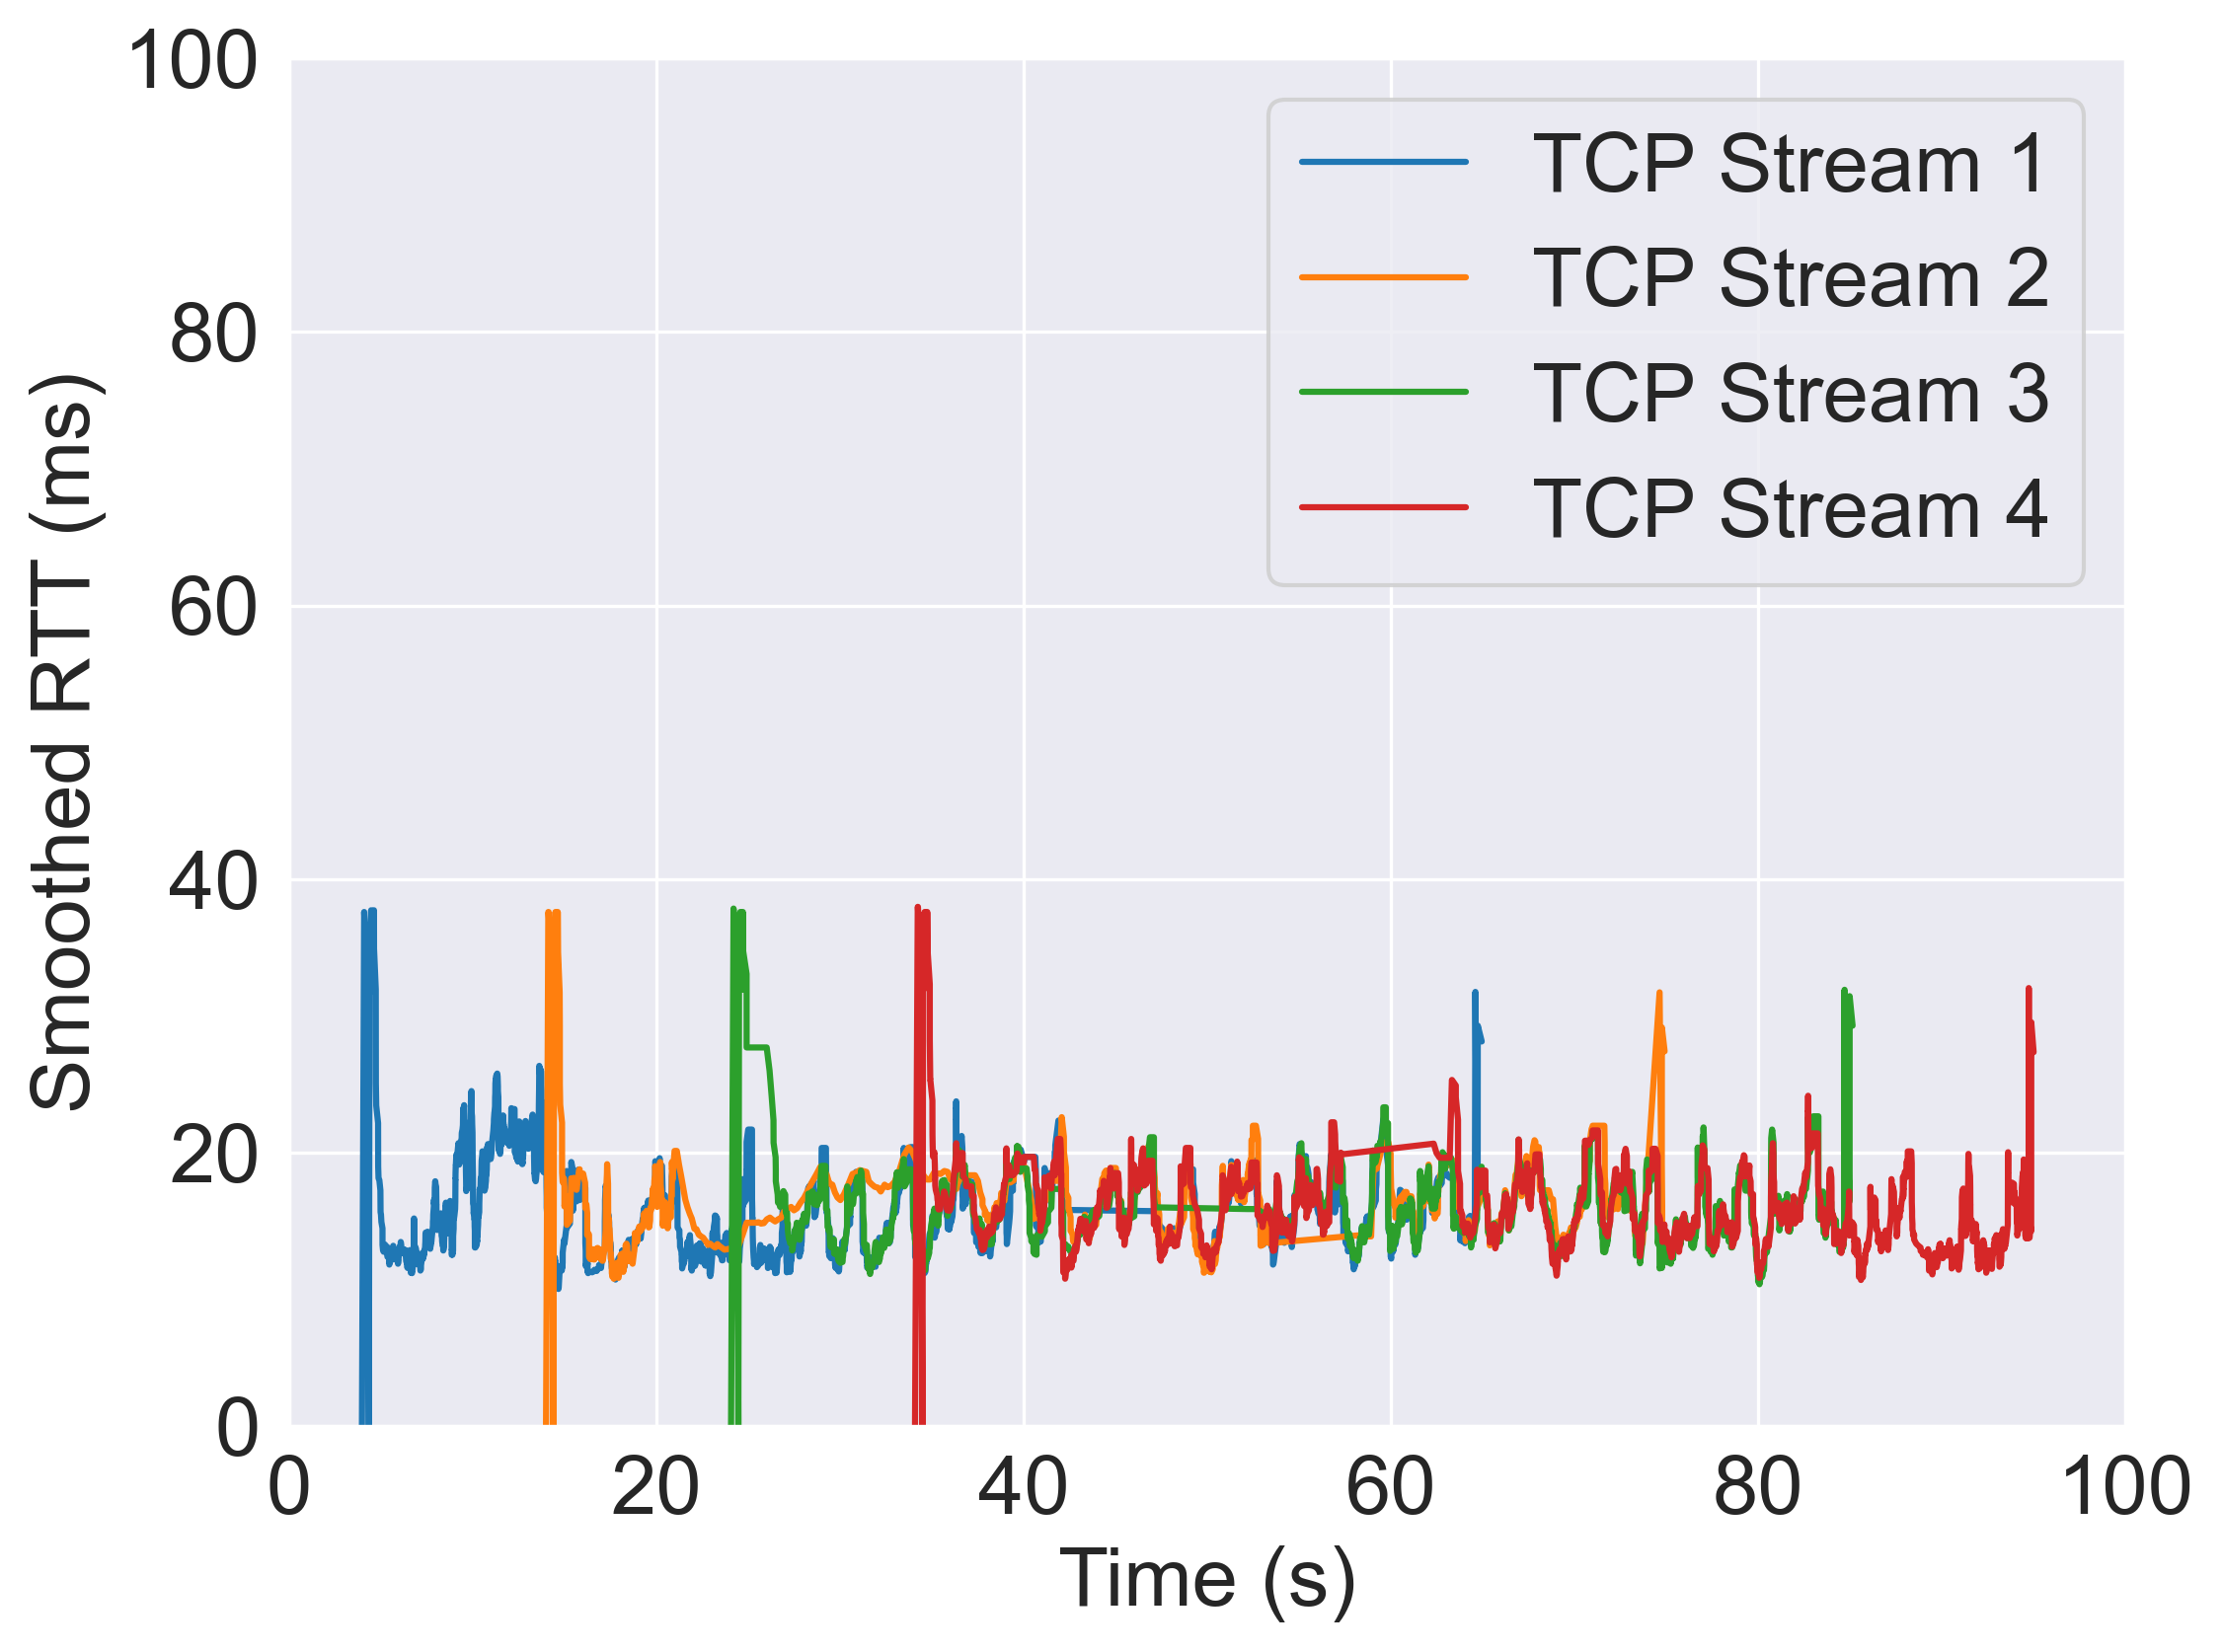 100
80
60
40
20
0
Smoothed RTT (ms)
TCP Stream 1
TCP Stream 2
TCP Stream 3
TCP Stream 4
0 20 40 60 80 100
Time (s)